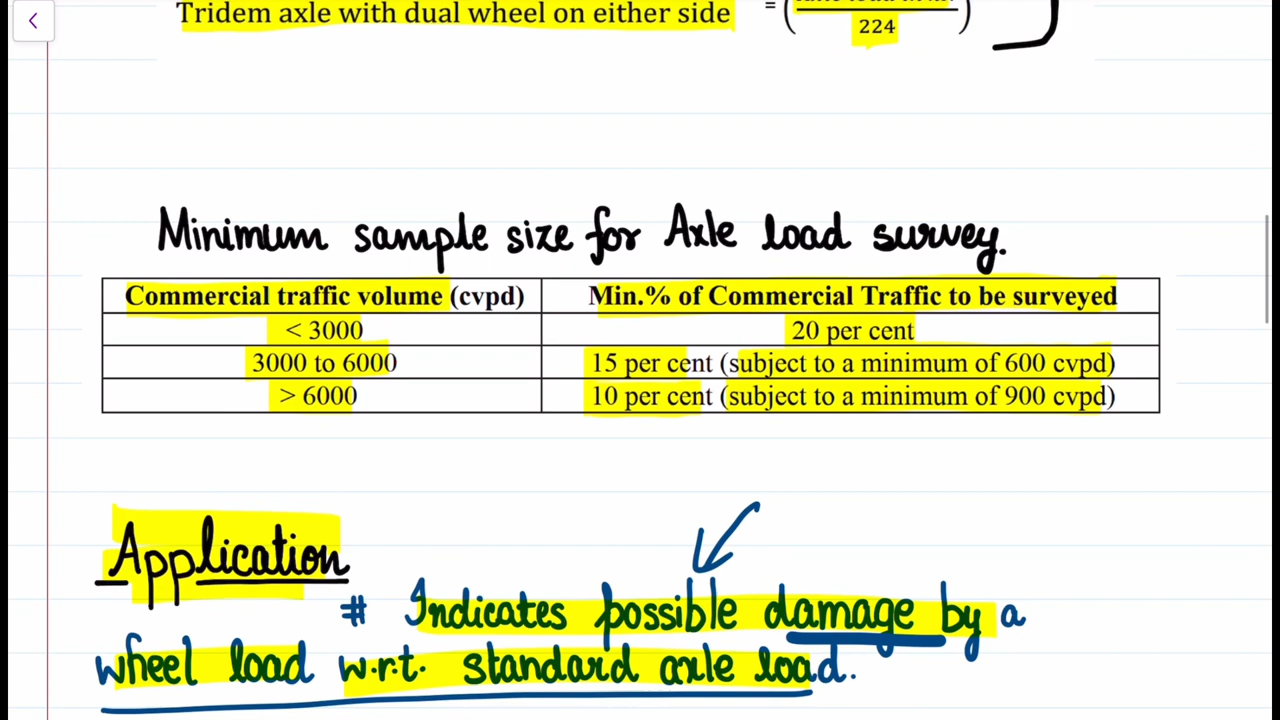 Tridem axle with dual wheel on either side = ( / 224 )
Minimum sample size for Axle load survey.
Commercial traffic volume (cvpd) Min.% of Commercial Traffic to be surveyed
< 3000 20 per cent
3000 to 6000 15 per cent (subject to a minimum of 600 cvpd)
> 6000 10 per cent (subject to a minimum of 900 cvpd)
Application
# Indicates possible damage by a
wheel load w.r.t. standard axle load.